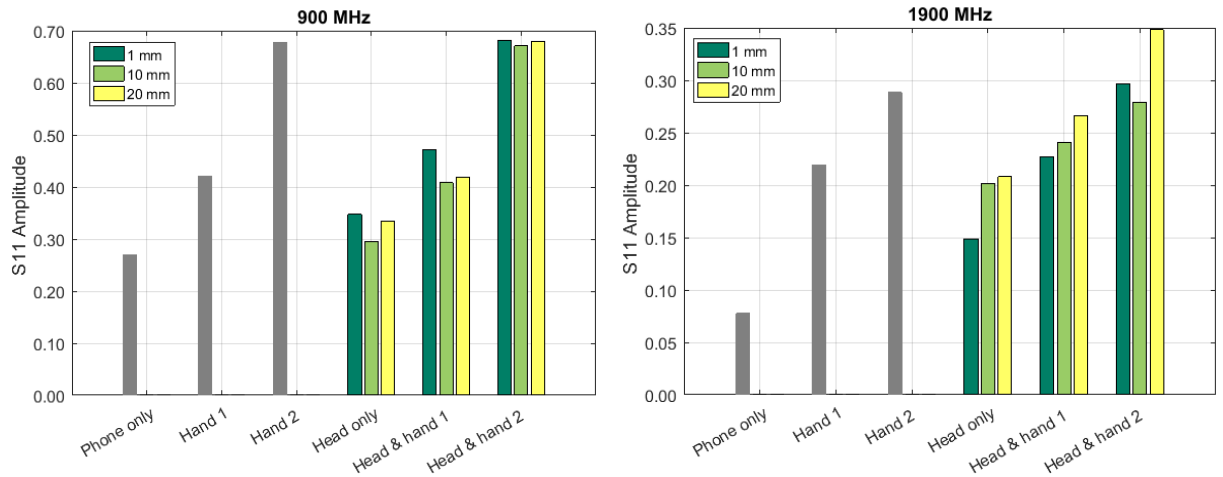 900 MHz
1 mm
10 mm
20 mm
S11 Amplitude
0.70
0.60
0.50
0.40
0.30
0.20
0.10
0.00
Phone only
Hand 1
Hand 2
Head only
Head & hand 1
Head & hand 2
1900 MHz
1 mm
10 mm
20 mm
S11 Amplitude
0.35
0.30
0.25
0.20
0.15
0.10
0.05
0.00
Phone only
Hand 1
Hand 2
Head only
Head & hand 1
Head & hand 2